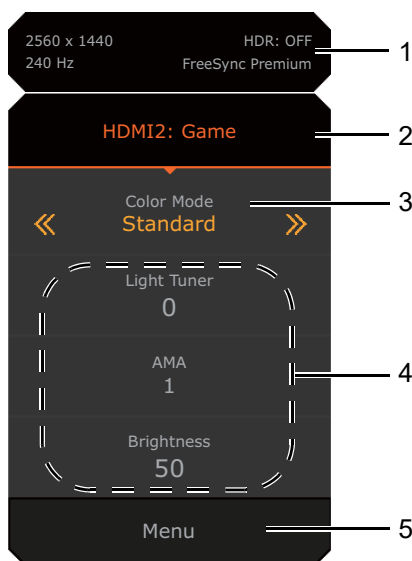 2560 x 1440 HDR: OFF
240 Hz FreeSync Premium
1
HDMI2: Game
2
Color Mode
Standard
3
Light Tuner
0
AMA
1
4
Brightness
50
Menu
5